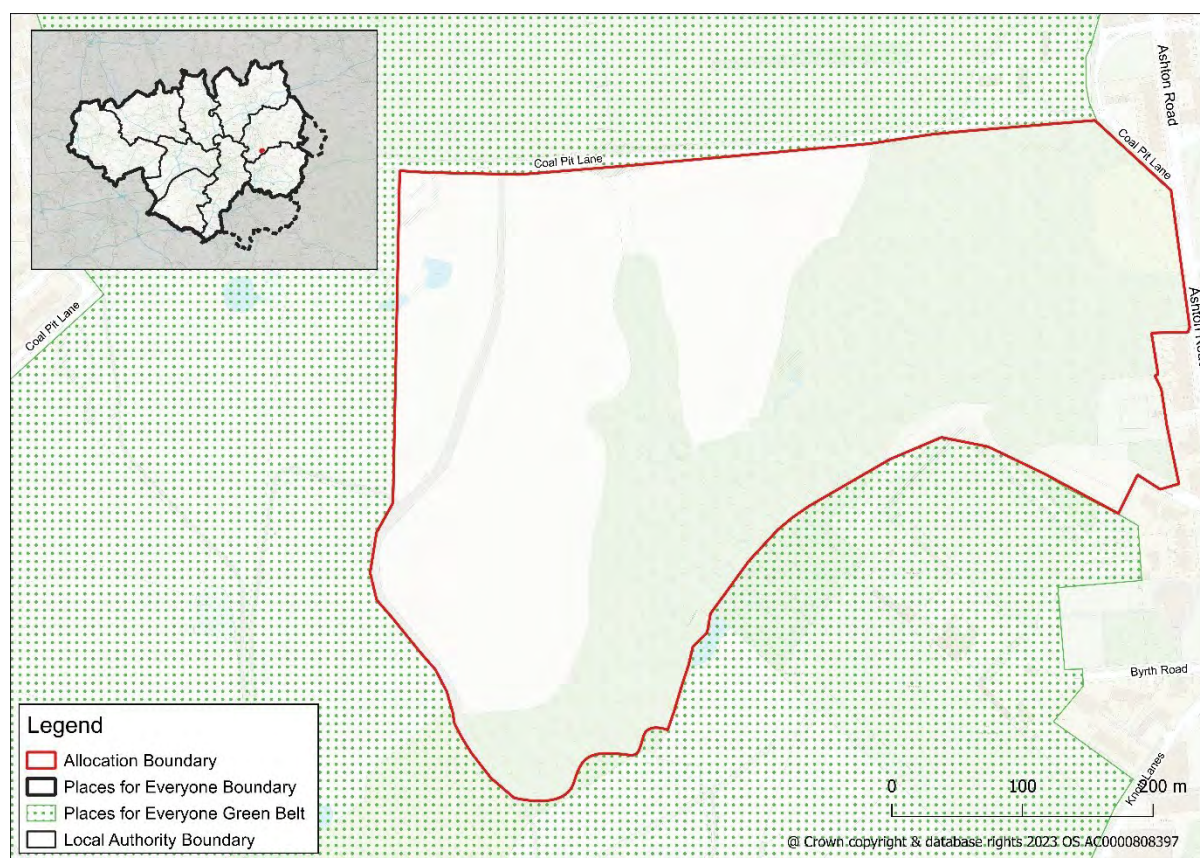 Ashton Road
Coal Pit Lane
Coal Pit Lane
Coal Pit Lane
Ashton Road
Byrth Road
Knott Lanes
Legend
Allocation Boundary
Places for Everyone Boundary
Places for Everyone Green Belt
Local Authority Boundary
0 100 200 m
@ Crown copyright & database rights 2023 OS AC0000808397